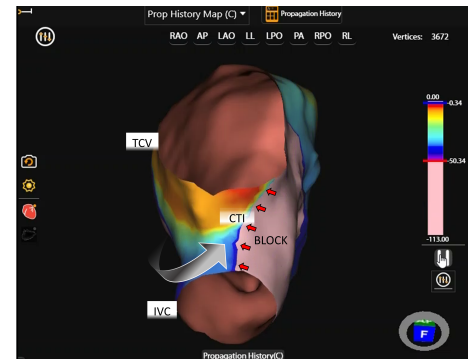 Prop History Map (C)
Propagation History
RAO AP LAO LL LPO PA RPO RL
Vertices: 3672
0.00
-0.34
TCV
-50.34
CTI
BLOCK
-113.00
IVC
F
Propagation History(C)